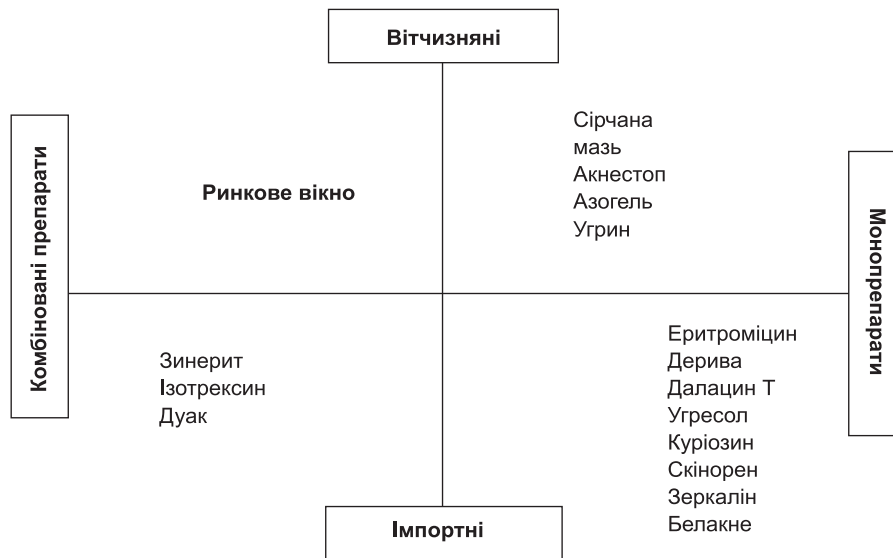 Вітчизняні
Комбіновані препарати
Ринкове вікно
Сірчана
мазь
Акнестоп
Азогель
Угрин
Монопрепарати
Зинерит
Ізотрексин
Дуак
Еритроміцин
Дерива
Далацин Т
Угресол
Куріозин
Скінорен
Зеркалін
Белакне
Імпортні